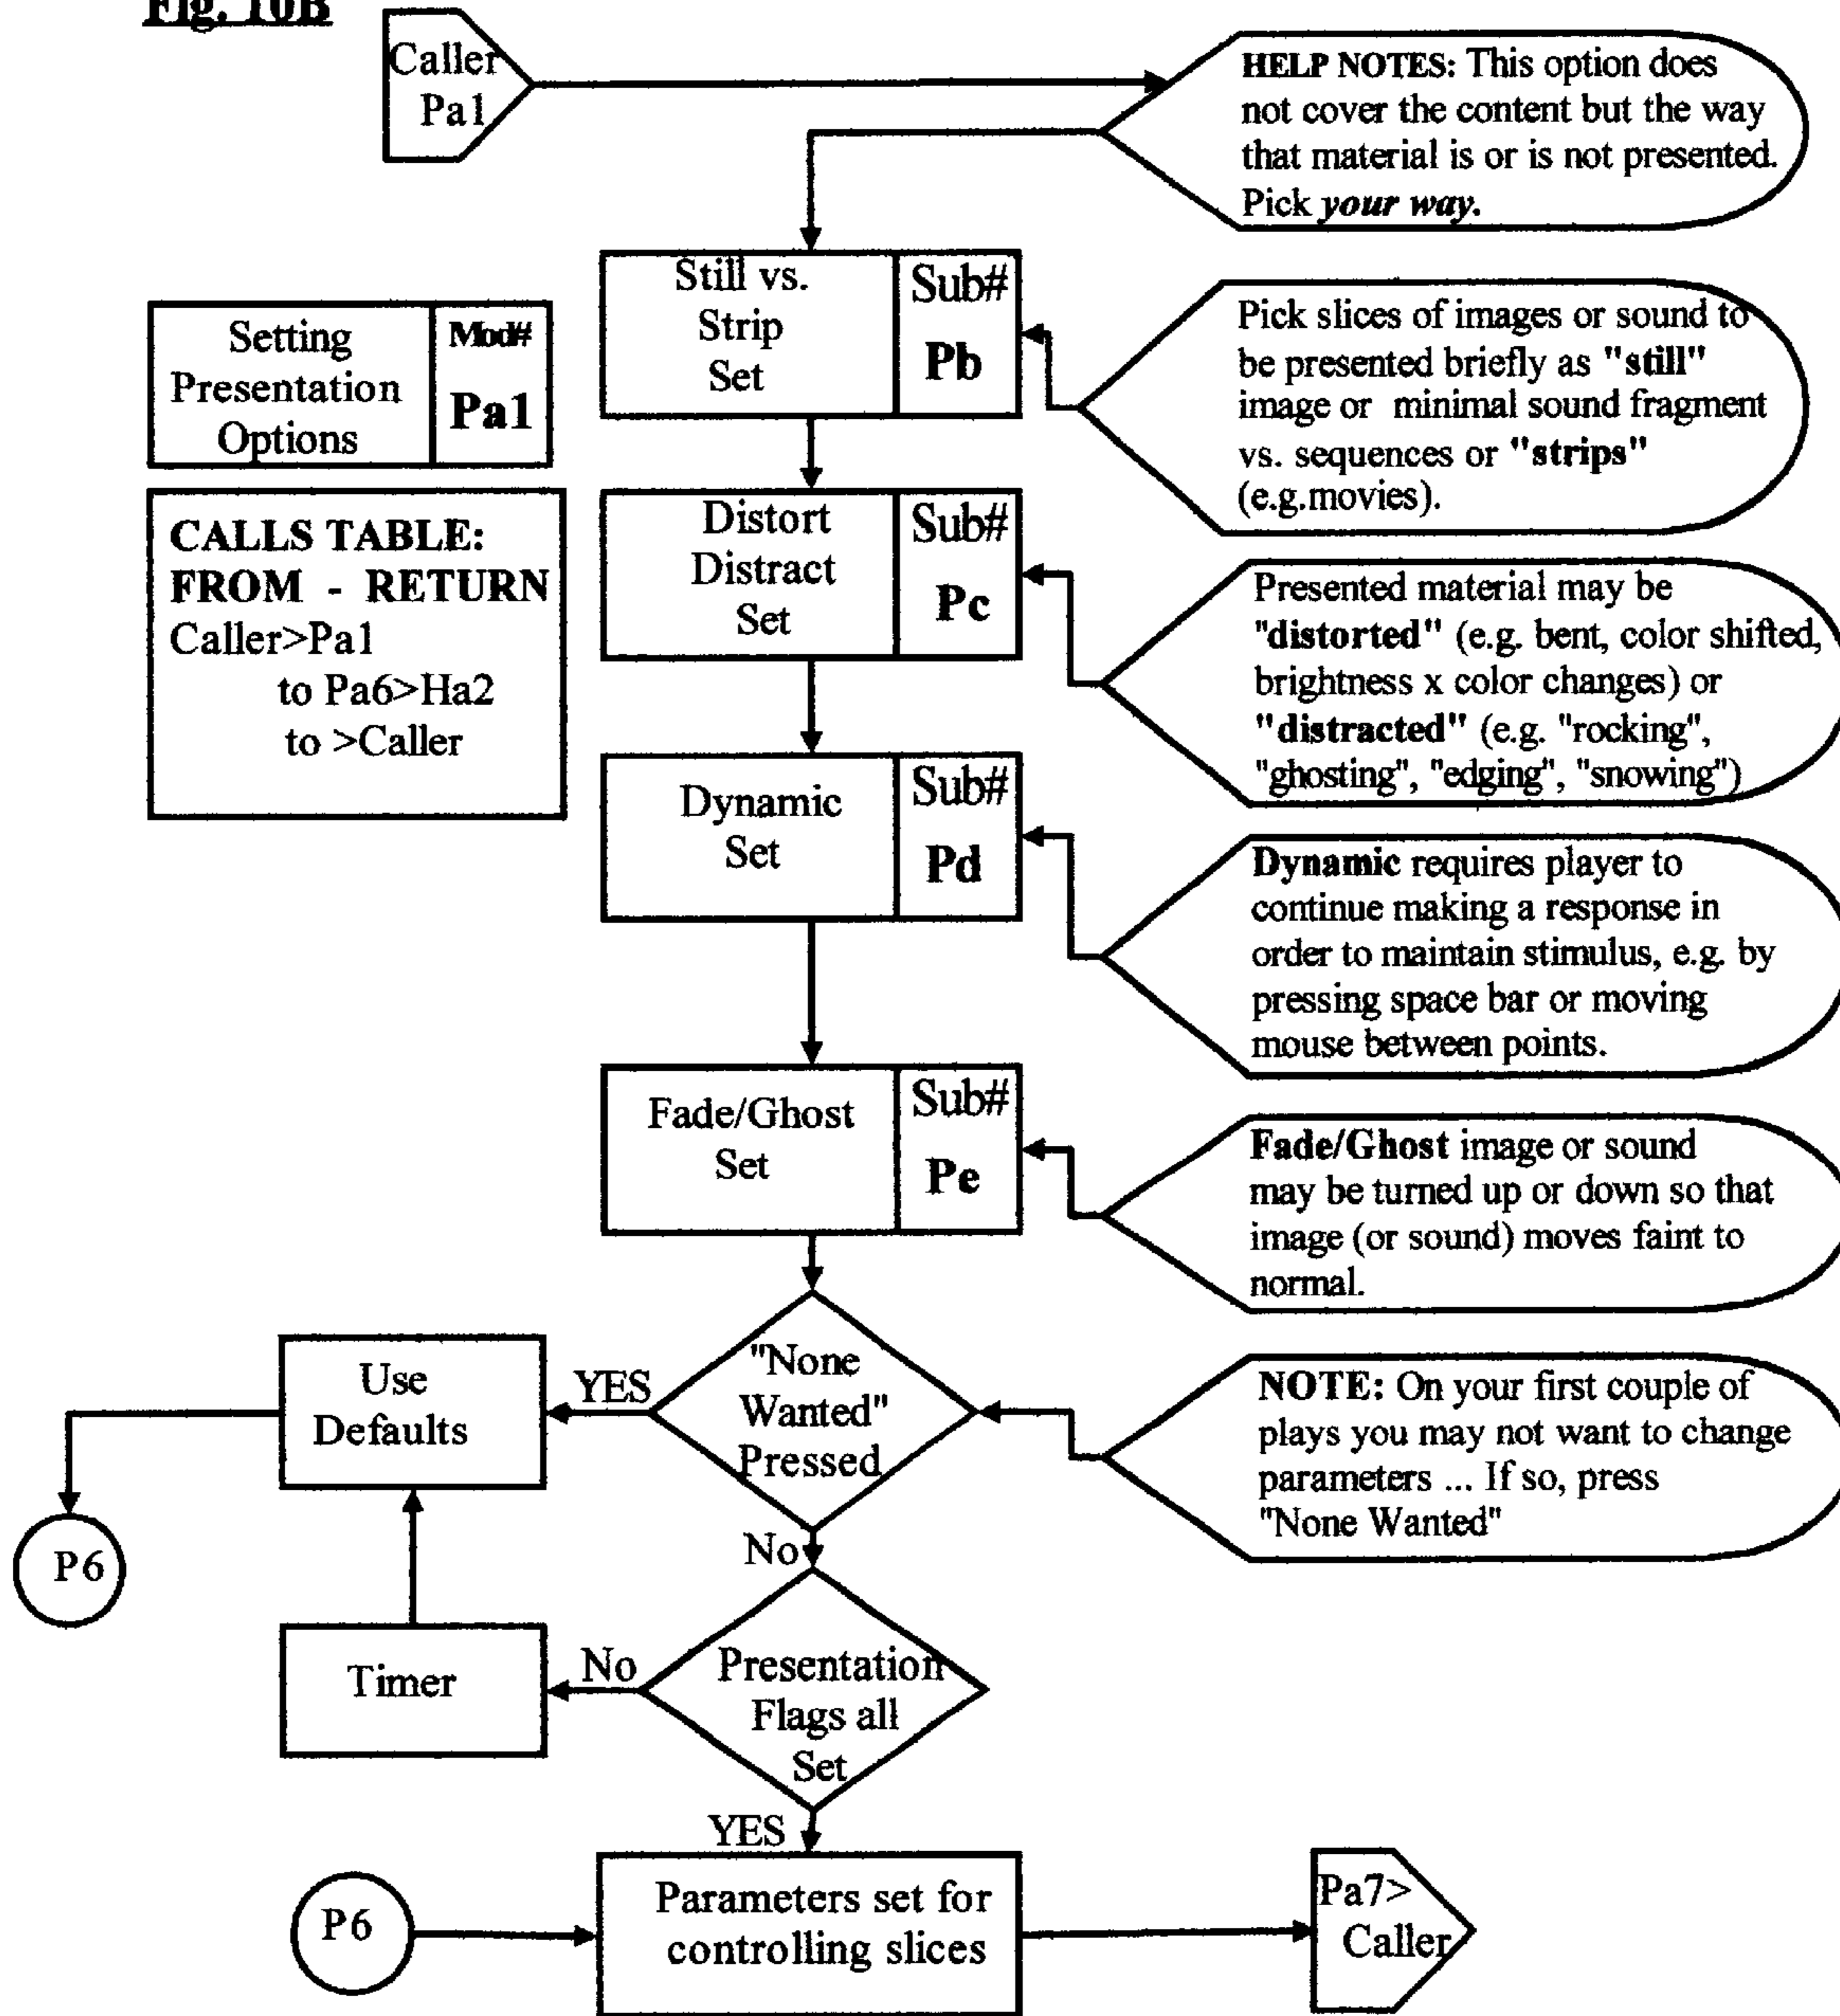 Fig. 10B
Caller
Pa1
HELP NOTES: This option does
not cover the content but the way
that material is or is not presented.
Pick your way.
Still vs.
Strip
Set
Sub#
Pb
Pick slices of images or sound to
be presented briefly as "still"
image or minimal sound fragment
vs. sequences or "strips"
(e.g.movies).
Setting
Presentation
Options
Mod#
Pa1
CALLS TABLE:
FROM - RETURN
Caller>Pa1
to Pa6>Ha2
to >Caller
Distort
Distract
Set
Sub#
Pc
Presented material may be
"distorted" (e.g. bent, color shifted,
brightness x color changes) or
"distracted" (e.g. "rocking",
"ghosting", "edging", "snowing")
Dynamic
Set
Sub#
Pd
Dynamic requires player to
continue making a response in
order to maintain stimulus, e.g. by
pressing space bar or moving
mouse between points.
Fade/Ghost
Set
Sub#
Pe
Fade/Ghost image or sound
may be turned up or down so that
image (or sound) moves faint to
normal.
"None
Wanted"
Pressed
YES
Use
Defaults
NOTE: On your first couple of
plays you may not want to change
parameters ... If so, press
"None Wanted"
P6
No
Presentation
Flags all
Set
No
Timer
YES
P6
Parameters set for
controlling slices
Pa7>
Caller